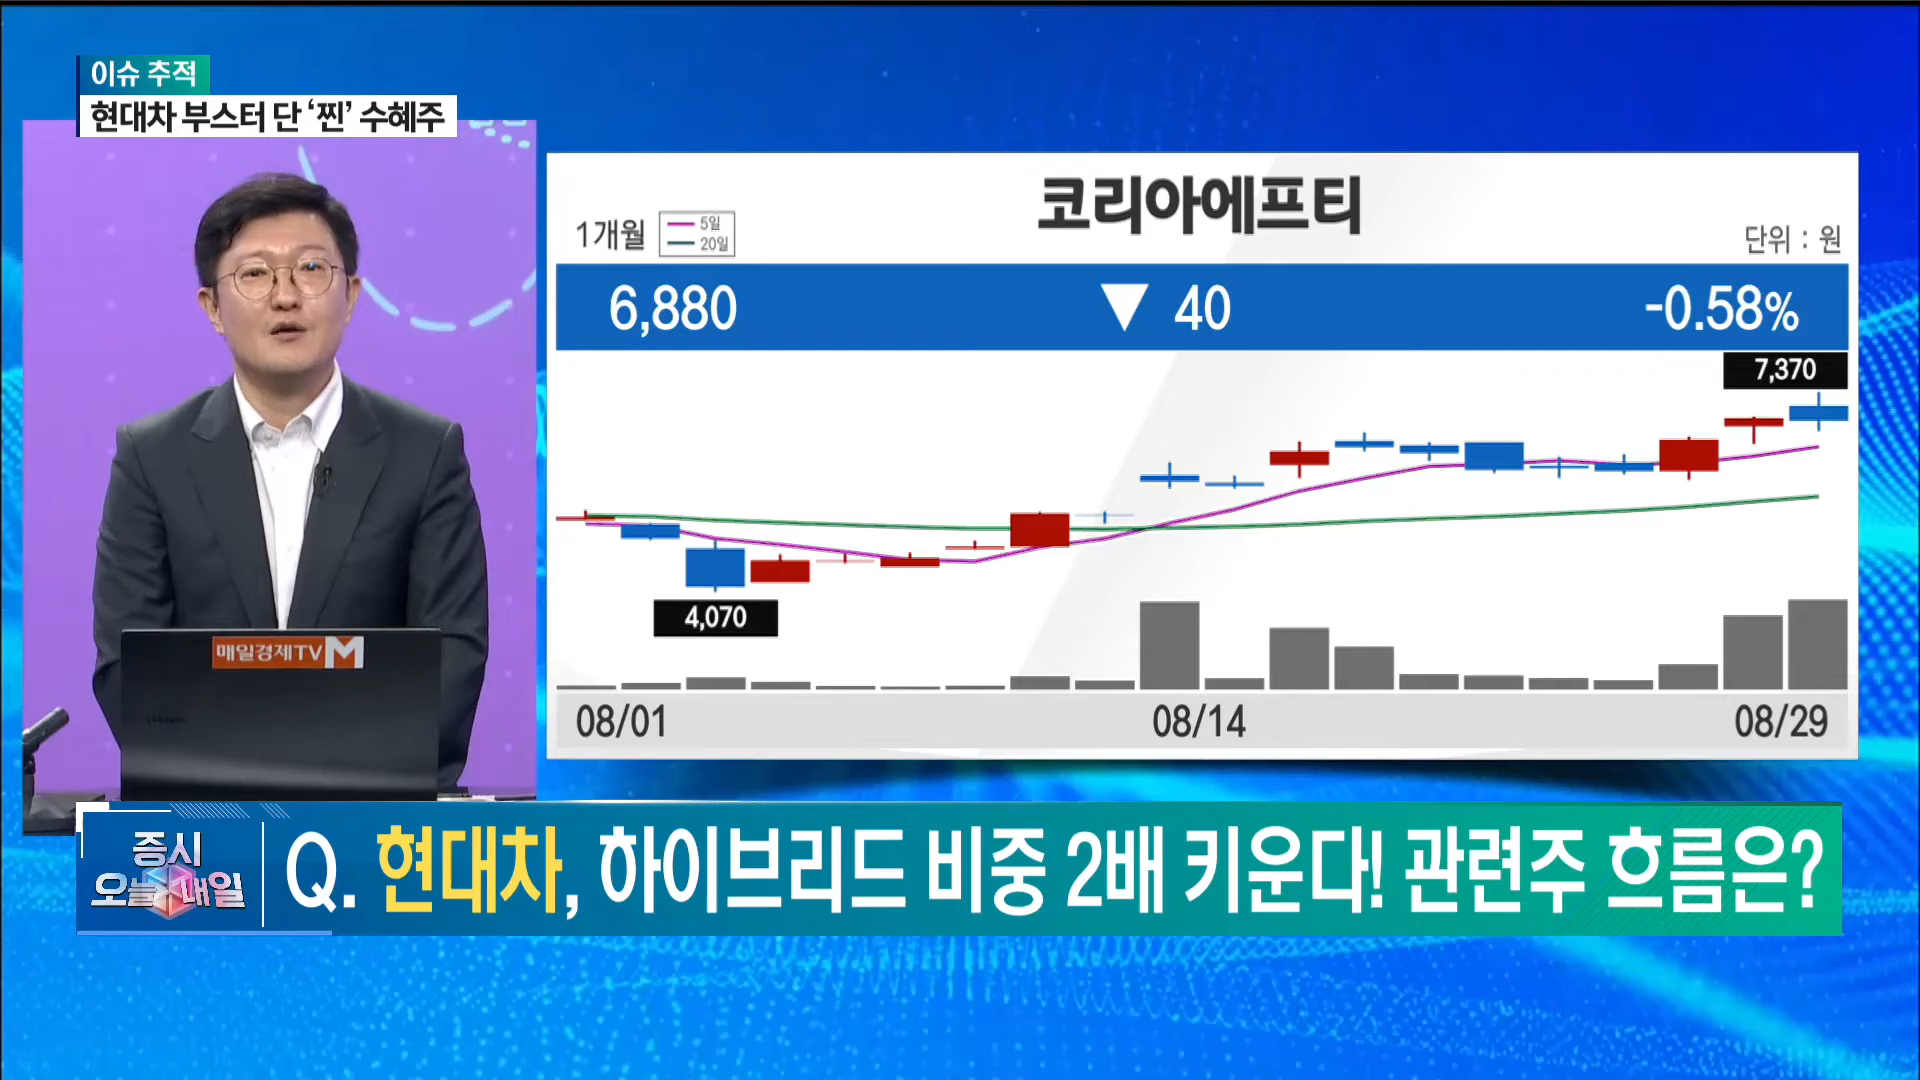 이슈 추적
현대차 부스터 단 ‘찐’ 수혜주
코리아에프티
1개월
5일
20일
단위 : 원
6,880 ▼ 40 -0.58%
7,370
4,070
08/01 08/14 08/29
매일경제TV M
증시
오늘 내일
Q. 현대차, 하이브리드 비중 2배 키운다! 관련주 흐름은?